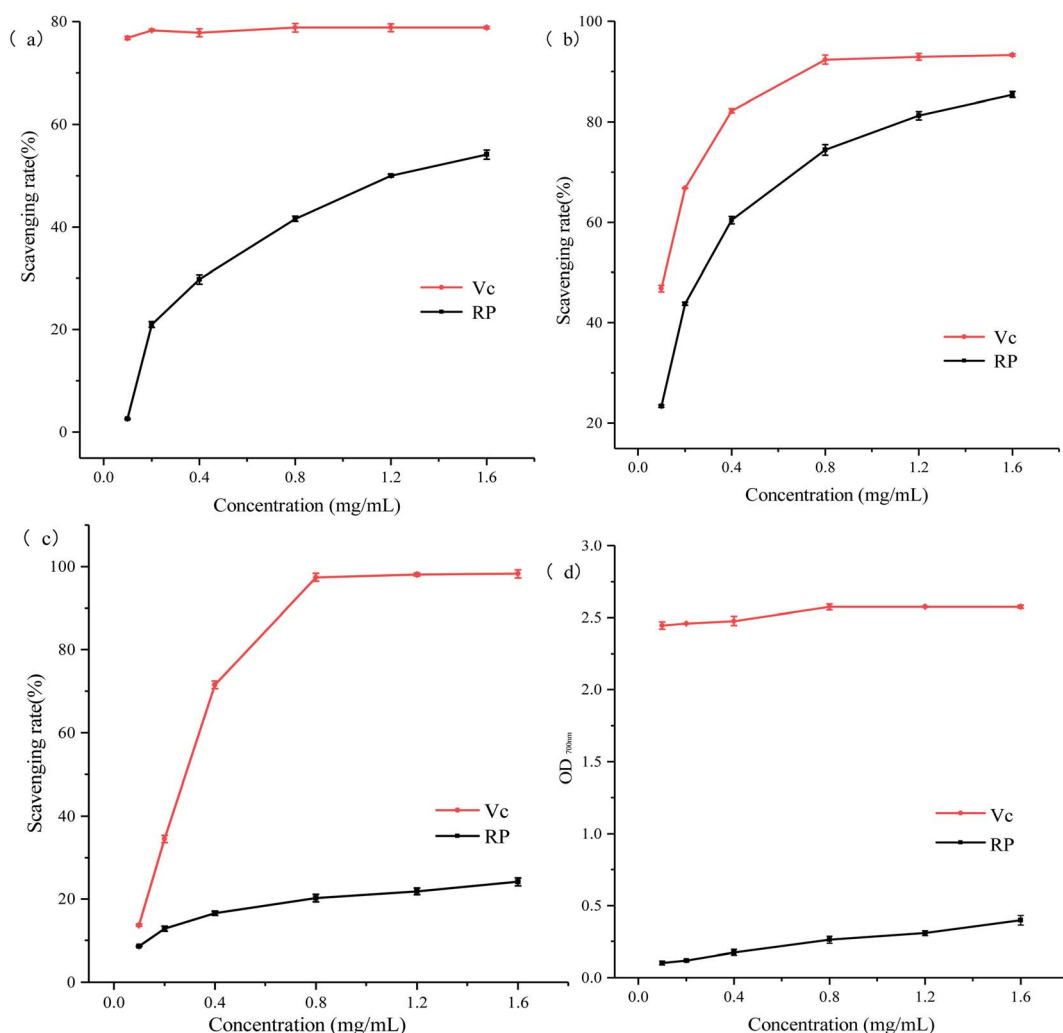 ( a)
80
60
40
20
0
Scavenging rate(%)
Vc
RP
0.0 0.4 0.8 1.2 1.6
Concentration (mg/mL)
( b)
100
80
60
40
20
Scavenging rate(%)
Vc
RP
0.0 0.4 0.8 1.2 1.6
Concentration (mg/mL)
( c)
100
80
60
40
20
0
Scavenging rate(%)
Vc
RP
0.0 0.4 0.8 1.2 1.6
Concentration (mg/mL)
( d)
3.0
2.5
2.0
1.5
1.0
0.5
0.0
OD 700nm
Vc
RP
0.0 0.4 0.8 1.2 1.6
Concentration (mg/mL)